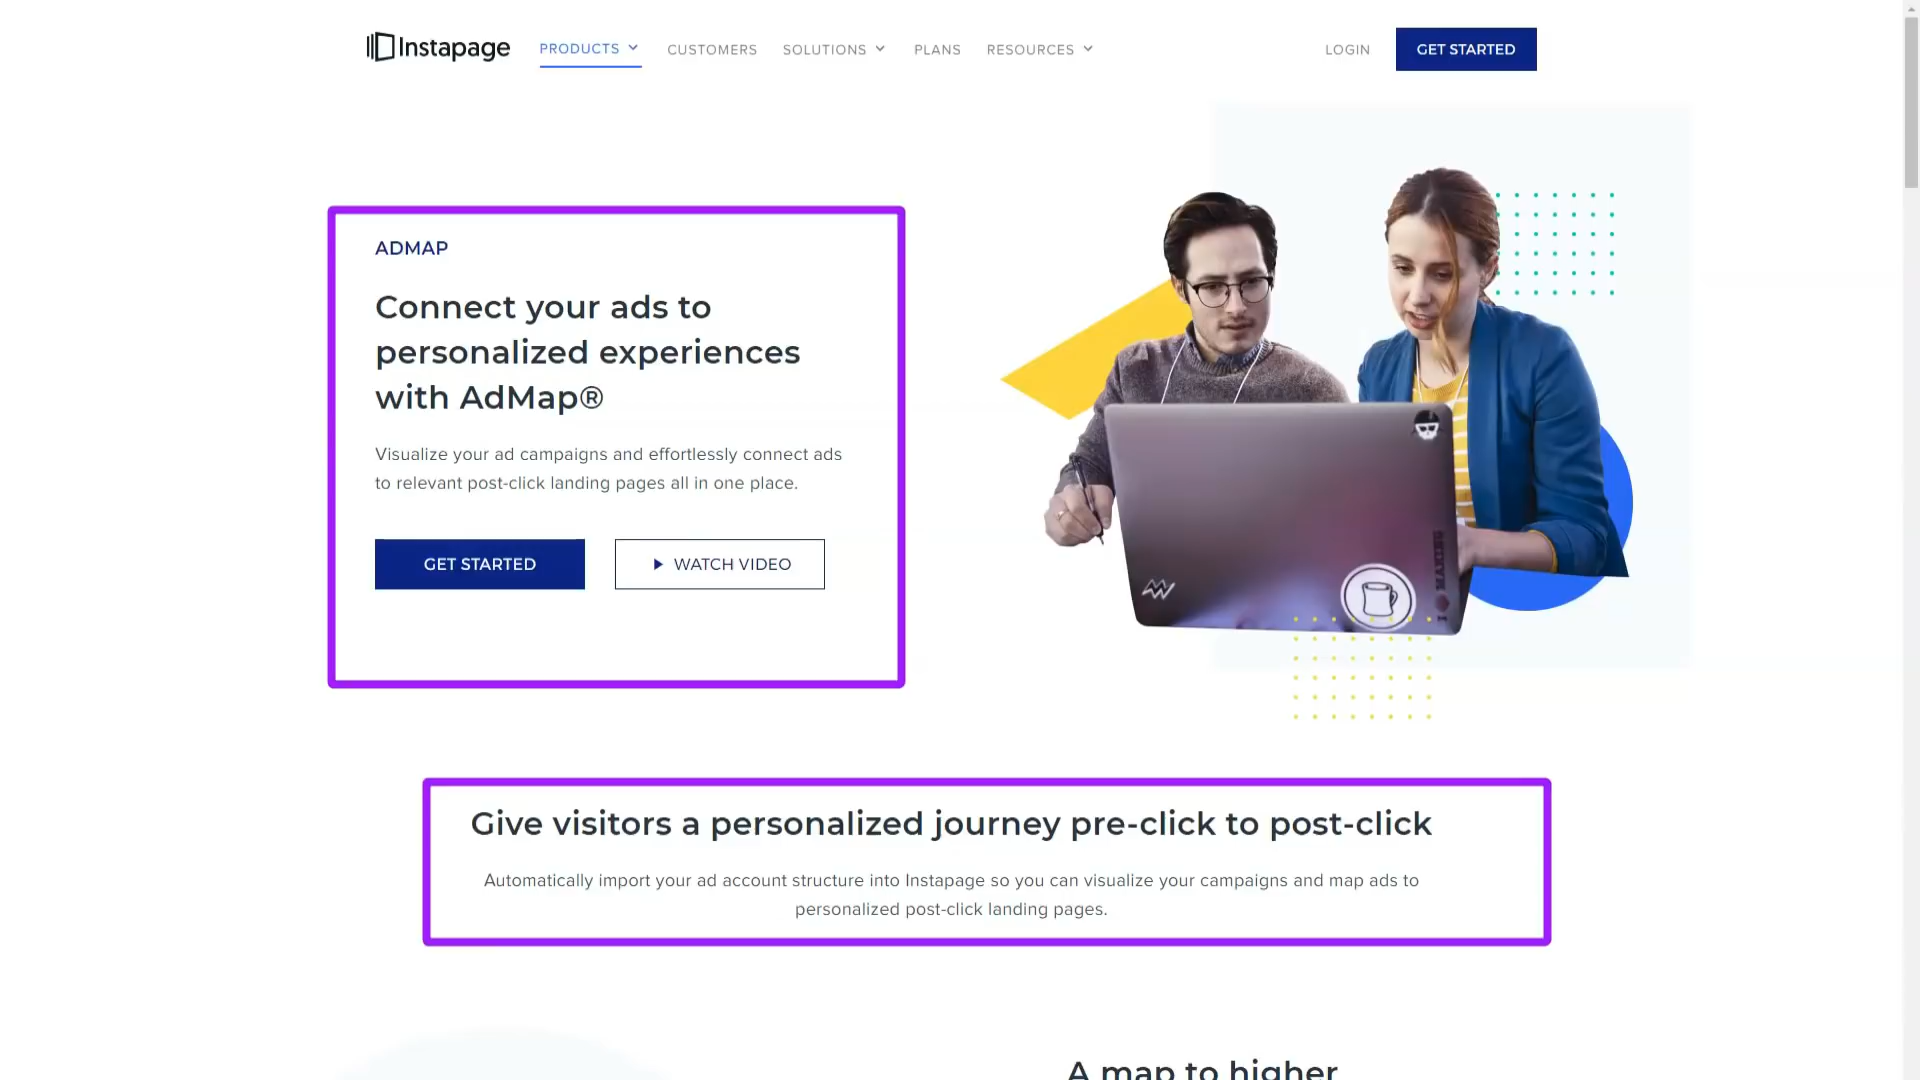 Instapage
PRODUCTS
CUSTOMERS
SOLUTIONS
PLANS
RESOURCES
LOGIN
GET STARTED
ADMAP
Connect your ads to
personalized experiences
with AdMap®
Visualize your ad campaigns and effortlessly connect ads
to relevant post-click landing pages all in one place.
GET STARTED
WATCH VIDEO
Give visitors a personalized journey pre-click to post-click
Automatically import your ad account structure into Instapage so you can visualize your campaigns and map ads to
personalized post-click landing pages.
A map to higher